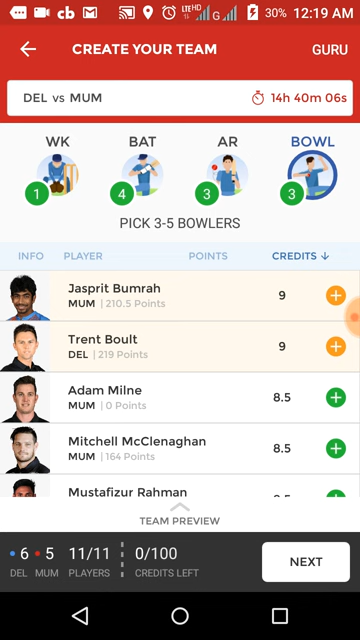 cb LTE HD G 30% 12:19 AM
CREATE YOUR TEAM GURU
DEL vs MUM 14h 40m 06s
WK BAT AR BOWL
1 4 3 3
PICK 3-5 BOWLERS
INFO PLAYER POINTS CREDITS ↓
Jasprit Bumrah
MUM | 210.5 Points 9 +
Trent Boult
DEL | 219 Points 9 +
Adam Milne
MUM | 0 Points 8.5 +
Mitchell McClenaghan
MUM | 164 Points 8.5 +
Mustafizur Rahman
TEAM PREVIEW
6 5 11/11 0/100 NEXT
DEL MUM PLAYERS CREDITS LEFT